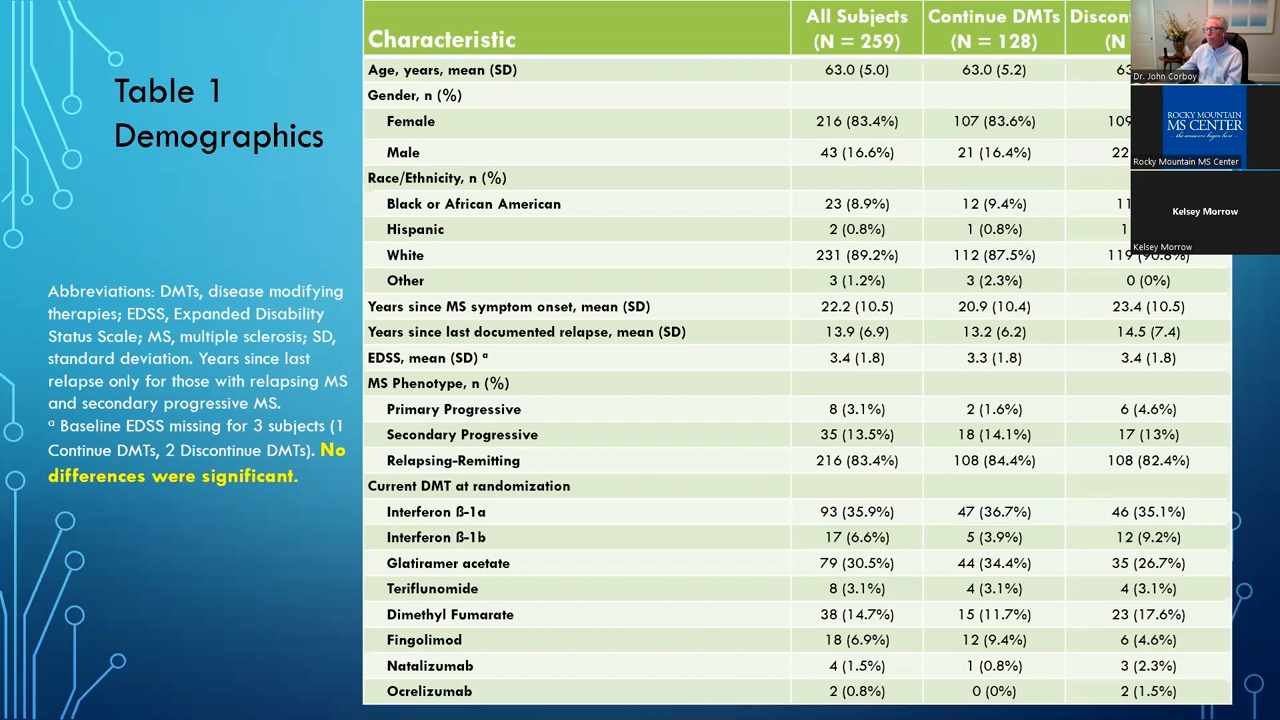 Table 1
Demographics
Abbreviations: DMTs, disease modifying
therapies; EDSS, Expanded Disability
Status Scale; MS, multiple sclerosis; SD,
standard deviation. Years since last
relapse only for those with relapsing MS
and secondary progressive MS.
ª Baseline EDSS missing for 3 subjects (1
Continue DMTs, 2 Discontinue DMTs). No
differences were significant.
Characteristic All Subjects (N = 259) Continue DMTs (N = 128) (N
Age, years, mean (SD) 63.0 (5.0) 63.0 (5.2)
Gender, n (%)
Female 216 (83.4%) 107 (83.6%) 109
Male 43 (16.6%) 21 (16.4%) 22
Race/Ethnicity, n (%)
Black or African American 23 (8.9%) 12 (9.4%) 11
Hispanic 2 (0.8%) 1 (0.8%) 1
White 231 (89.2%) 112 (87.5%) 119 (90.8%)
Other 3 (1.2%) 3 (2.3%) 0 (0%)
Years since MS symptom onset, mean (SD) 22.2 (10.5) 20.9 (10.4) 23.4 (10.5)
Years since last documented relapse, mean (SD) 13.9 (6.9) 13.2 (6.2) 14.5 (7.4)
EDSS, mean (SD) ª 3.4 (1.8) 3.3 (1.8) 3.4 (1.8)
MS Phenotype, n (%)
Primary Progressive 8 (3.1%) 2 (1.6%) 6 (4.6%)
Secondary Progressive 35 (13.5%) 18 (14.1%) 17 (13%)
Relapsing-Remitting 216 (83.4%) 108 (84.4%) 108 (82.4%)
Current DMT at randomization
Interferon ß-1a 93 (35.9%) 47 (36.7%) 46 (35.1%)
Interferon ß-1b 17 (6.6%) 5 (3.9%) 12 (9.2%)
Glatiramer acetate 79 (30.5%) 44 (34.4%) 35 (26.7%)
Teriflunomide 8 (3.1%) 4 (3.1%) 4 (3.1%)
Dimethyl Fumarate 38 (14.7%) 15 (11.7%) 23 (17.6%)
Fingolimod 18 (6.9%) 12 (9.4%) 6 (4.6%)
Natalizumab 4 (1.5%) 1 (0.8%) 3 (2.3%)
Ocrelizumab 2 (0.8%) 0 (0%) 2 (1.5%)
Dr. John Corboy
ROCKY MOUNTAIN
MS CENTER
the answers begin here
Rocky Mountain MS Center
Kelsey Morrow
Kelsey Morrow